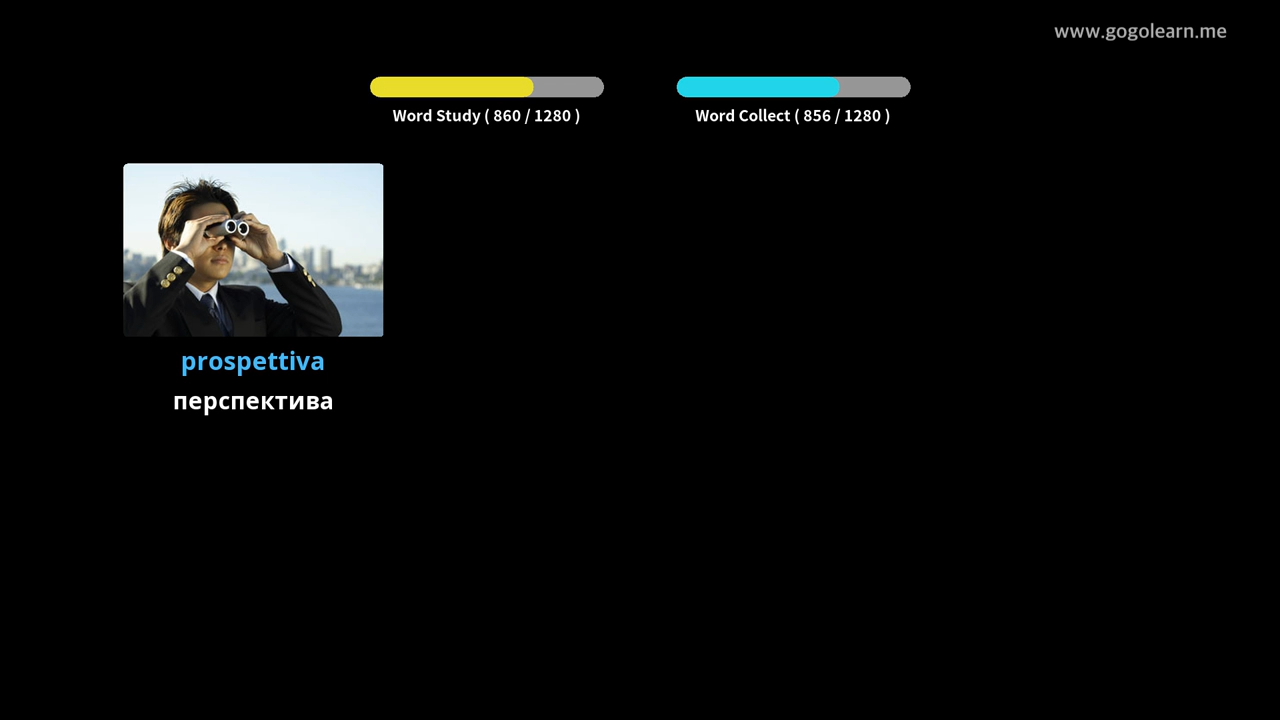 www.gogolearn.me
Word Study ( 860 / 1280 )
Word Collect ( 856 / 1280 )
prospettiva
перспектива